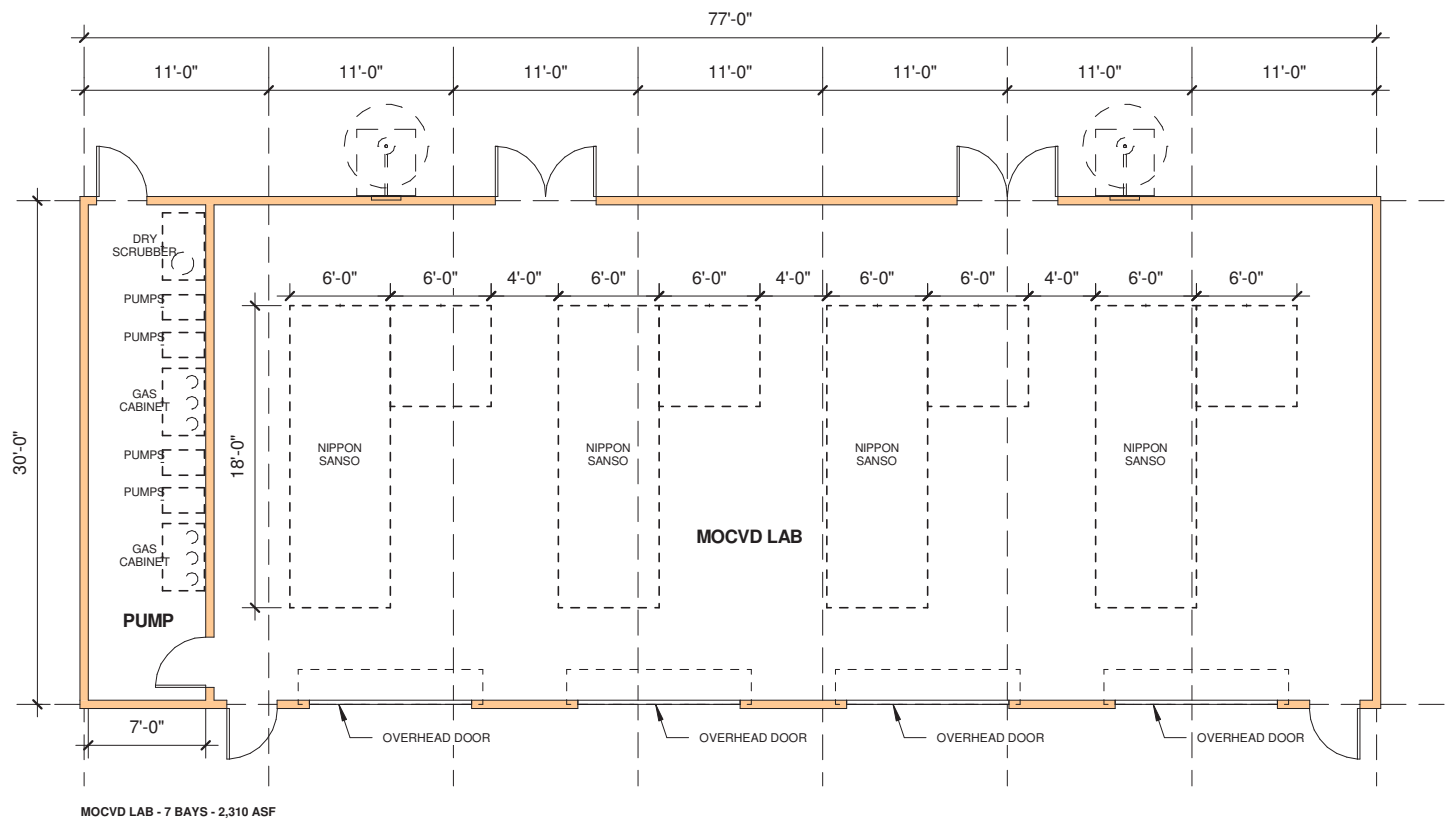 77'-0"
11'-0" 11'-0" 11'-0" 11'-0" 11'-0" 11'-0" 11'-0"
DRY
SCRUBBER
6'-0" 6'-0" 4'-0" 6'-0" 6'-0" 4'-0" 6'-0" 6'-0" 4'-0" 6'-0" 6'-0"
PUMPS
PUMPS
GAS
CABINET
30'-0"
18'-0"
NIPPON
SANSO
NIPPON
SANSO
NIPPON
SANSO
NIPPON
SANSO
PUMPS
PUMPS
MOCVD LAB
GAS
CABINET
PUMP
7'-0"
OVERHEAD DOOR
OVERHEAD DOOR
OVERHEAD DOOR
OVERHEAD DOOR
MOCVD LAB - 7 BAYS - 2,310 ASF